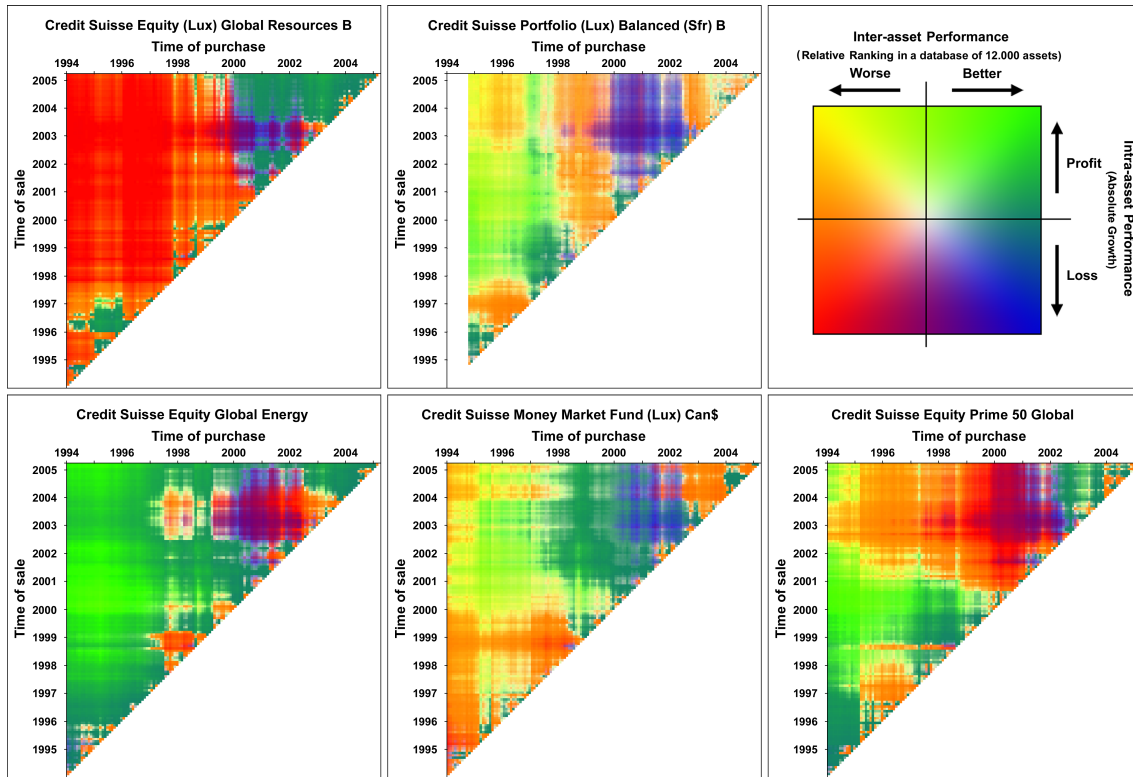 Credit Suisse Equity (Lux) Global Resources B
Time of purchase
1994 1996 1998 2000 2002 2004
Time of sale
2005
2004
2003
2002
2001
2000
1999
1998
1997
1996
1995
Credit Suisse Portfolio (Lux) Balanced (Sfr) B
Time of purchase
1994 1996 1998 2000 2002 2004
Time of sale
2005
2004
2003
2002
2001
2000
1999
1998
1997
1996
1995
Inter-asset Performance
(Relative Ranking in a database of 12.000 assets)
Worse Better
Profit
Loss
Intra-asset Performance
(Absolute Growth)
Credit Suisse Equity Global Energy
Time of purchase
1994 1996 1998 2000 2002 2004
Time of sale
2005
2004
2003
2002
2001
2000
1999
1998
1997
1996
1995
Credit Suisse Money Market Fund (Lux) Can$
Time of purchase
1994 1996 1998 2000 2002 2004
Time of sale
2005
2004
2003
2002
2001
2000
1999
1998
1997
1996
1995
Credit Suisse Equity Prime 50 Global
Time of purchase
1994 1996 1998 2000 2002 2004
Time of sale
2005
2004
2003
2002
2001
2000
1999
1998
1997
1996
1995